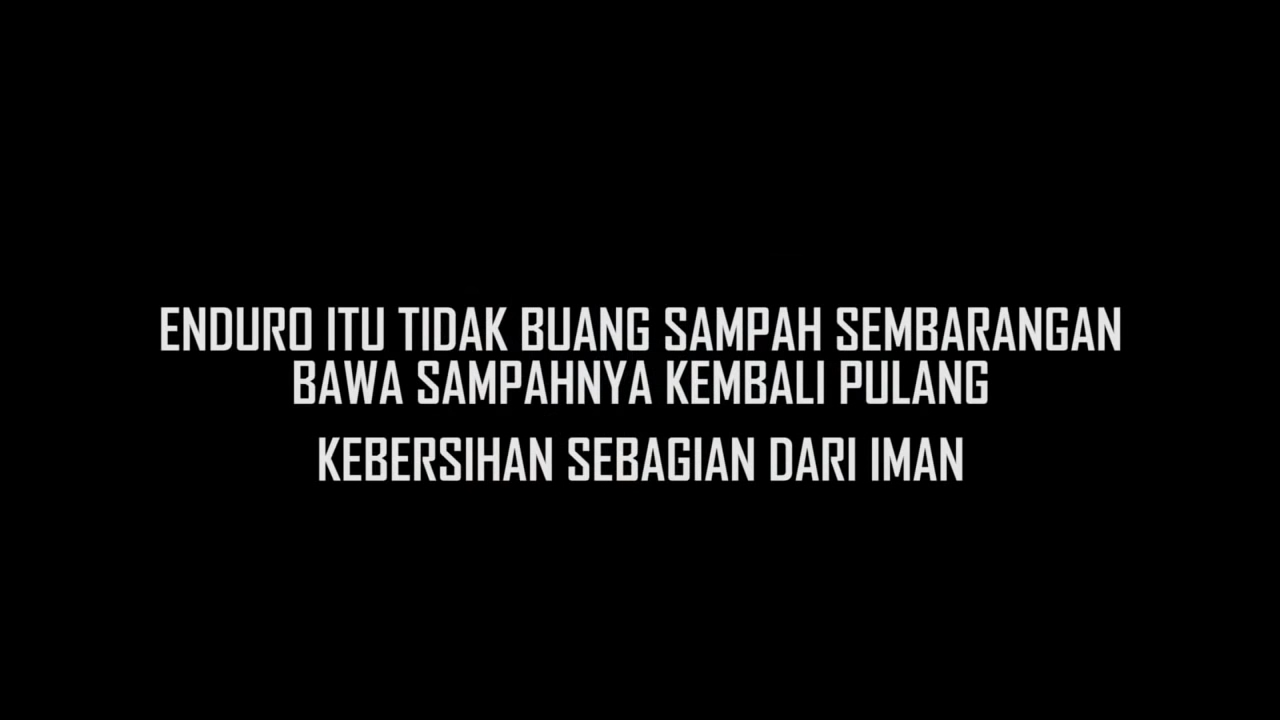 ENDURO ITU TIDAK BUANG SAMPAH SEMBARANGAN
BAWA SAMPAHNYA KEMBALI PULANG
KEBERSIHAN SEBAGIAN DARI IMAN